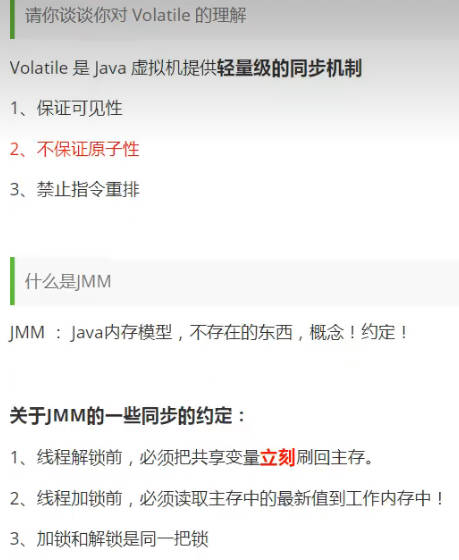 请你谈谈你对 Volatile 的理解
Volatile 是 Java 虚拟机提供轻量级的同步机制
1、保证可见性
2、不保证原子性
3、禁止指令重排
什么是JMM
JMM ： Java内存模型，不存在的东西，概念！约定！
关于JMM的一些同步的约定：
1、线程解锁前，必须把共享变量立刻刷回主存。
2、线程加锁前，必须读取主存中的最新值到工作内存中！
3、加锁和解锁是同一把锁